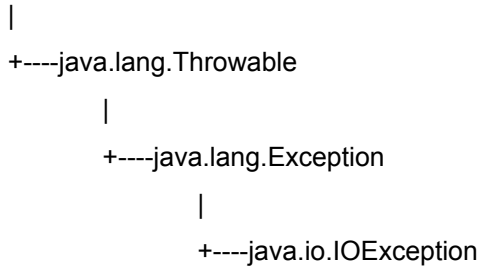 |
+----java.lang.Throwable
|
+----java.lang.Exception
|
+----java.io.IOException